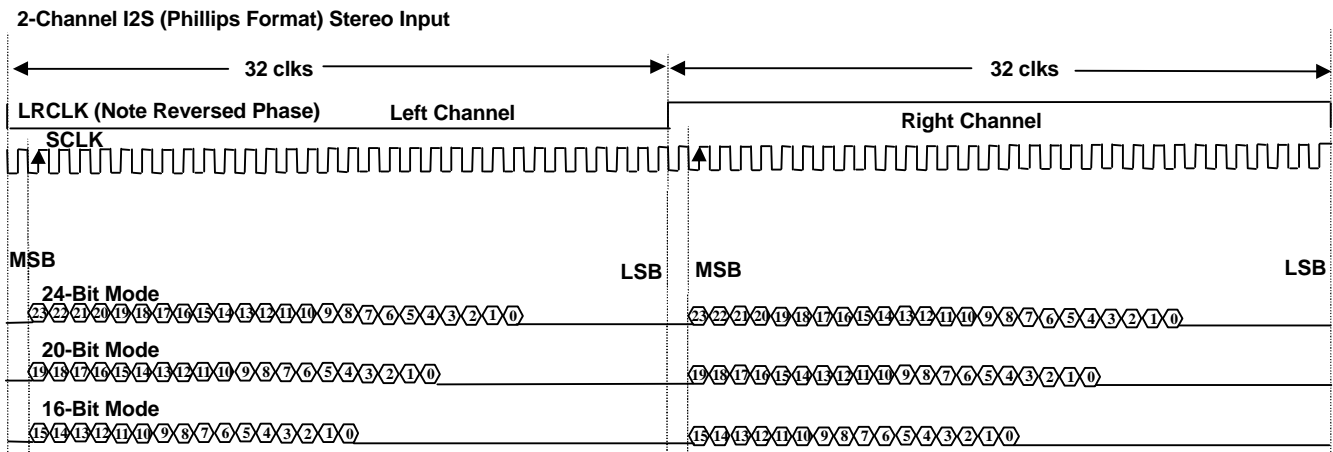 2-Channel I2S (Phillips Format) Stereo Input
32 clks 32 clks
LRCLK (Note Reversed Phase) Left Channel Right Channel
SCLK
MSB LSB MSB LSB
24-Bit Mode
23 22 21 20 19 18 17 16 15 14 13 12 11 10 9 8 7 6 5 4 3 2 1 0 23 22 21 20 19 18 17 16 15 14 13 12 11 10 9 8 7 6 5 4 3 2 1 0
20-Bit Mode
19 18 17 16 15 14 13 12 11 10 9 8 7 6 5 4 3 2 1 0 19 18 17 16 15 14 13 12 11 10 9 8 7 6 5 4 3 2 1 0
16-Bit Mode
15 14 13 12 11 10 9 8 7 6 5 4 3 2 1 0 15 14 13 12 11 10 9 8 7 6 5 4 3 2 1 0